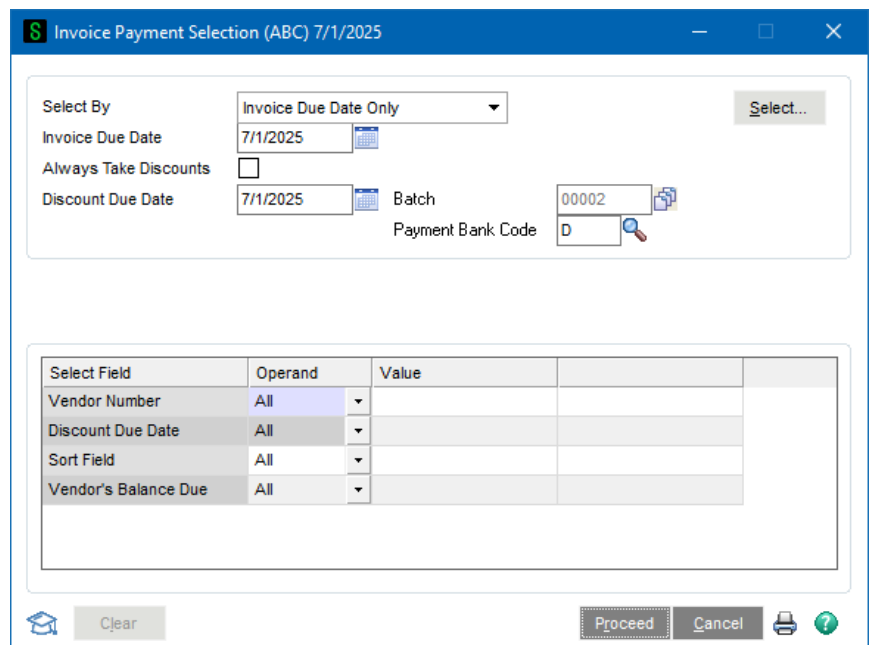 S Invoice Payment Selection (ABC) 7/1/2025
Select By Invoice Due Date Only Select...
Invoice Due Date 7/1/2025
Always Take Discounts
Discount Due Date 7/1/2025 Batch 00002
Payment Bank Code D
Select Field Operand Value
Vendor Number All
Discount Due Date All
Sort Field All
Vendor's Balance Due All
Clear Proceed Cancel ?